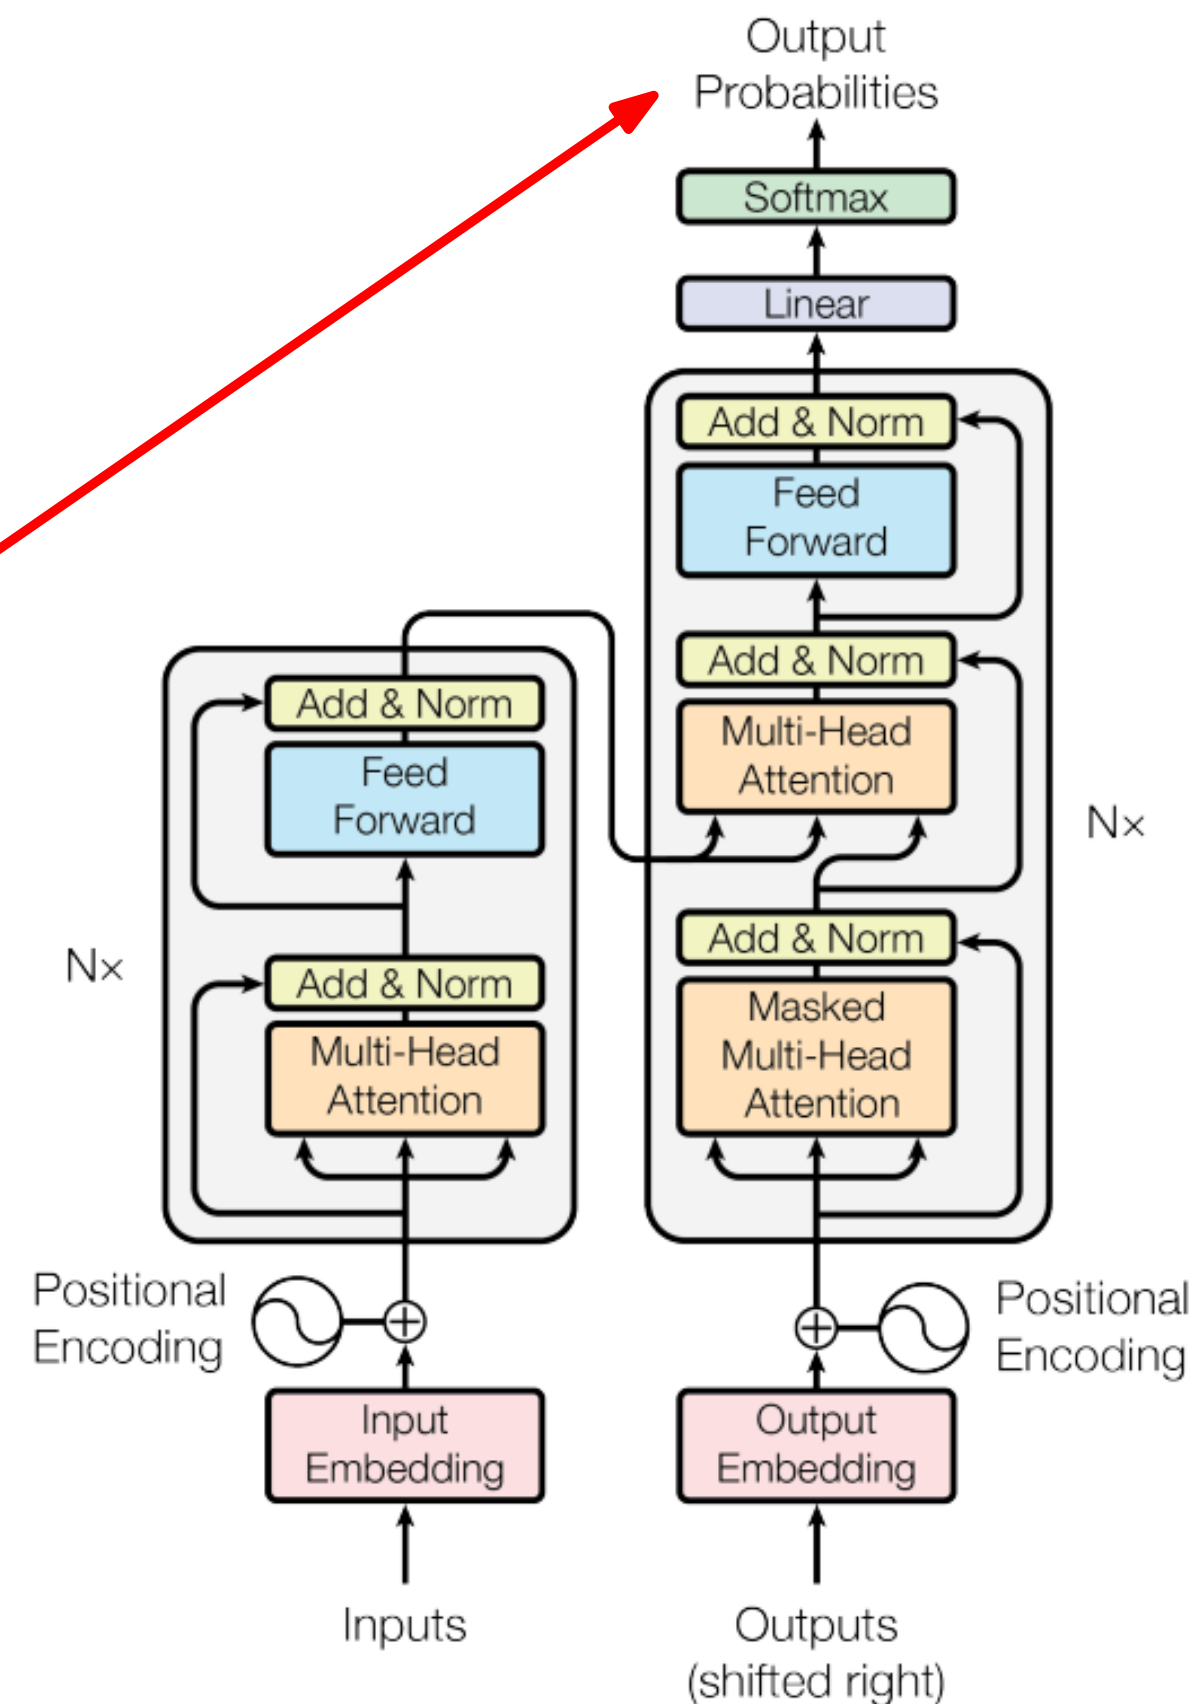 Output
Probabilities
Softmax
Linear
Add & Norm
Feed
Forward
Add & Norm
Multi-Head
Attention
Add & Norm
Masked
Multi-Head
Attention
Nx
Add & Norm
Feed
Forward
Add & Norm
Multi-Head
Attention
Nx
Positional
Encoding
Positional
Encoding
Input
Embedding
Output
Embedding
Inputs
Outputs
(shifted right)